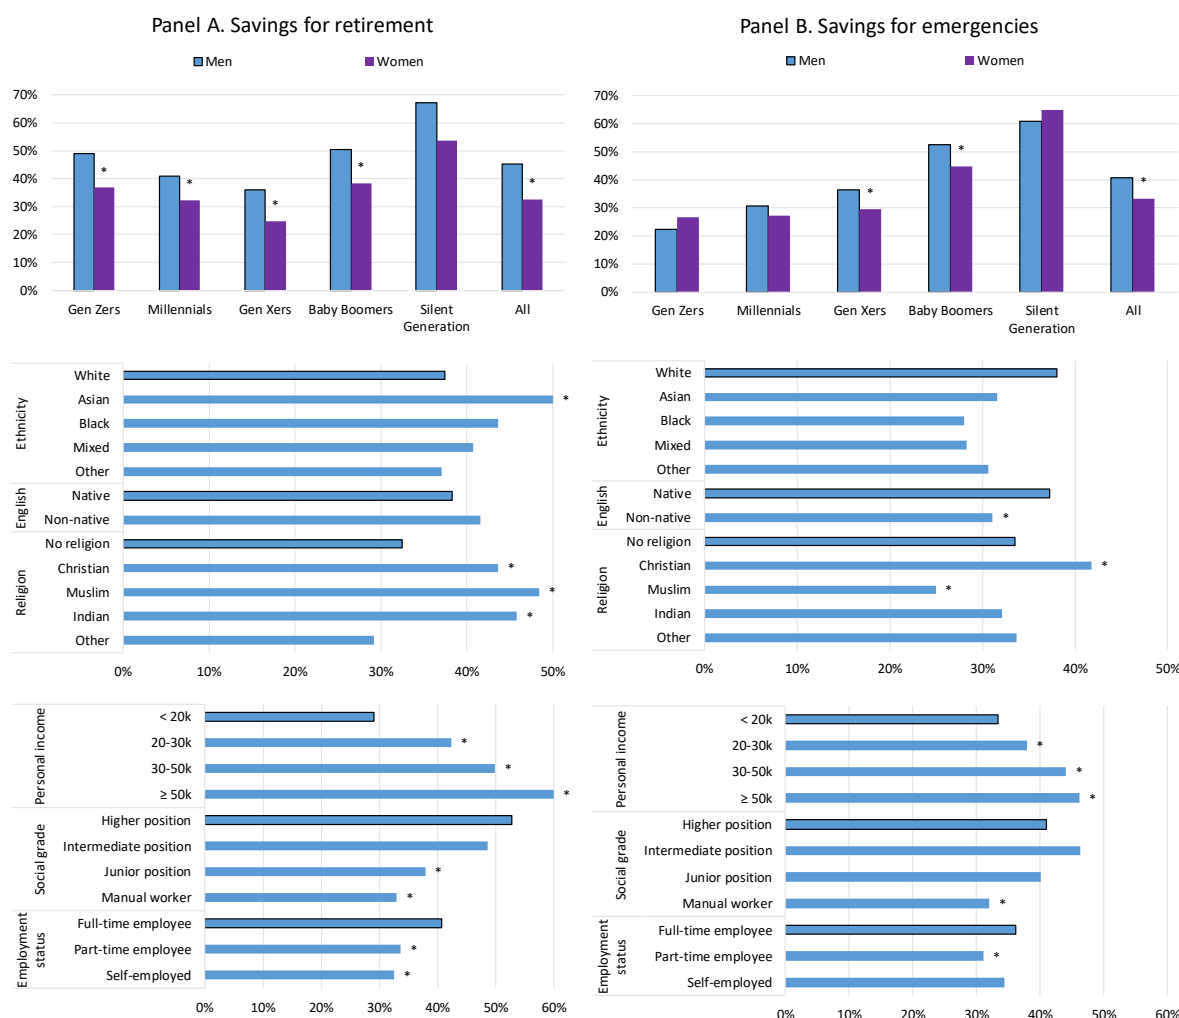 Panel A. Savings for retirement
Men
Women
70%
60%
50%
40%
30%
20%
10%
0%
*
*
*
*
*
Gen Zers
Millennials
Gen Xers
Baby Boomers
Silent
Generation
All
Ethnicity
White
Asian
*
Black
Mixed
Other
English
Native
Non-native
Religion
No religion
Christian
*
Muslim
*
Indian
*
Other
0%
10%
20%
30%
40%
50%
Personal income
< 20k
20-30k
*
30-50k
*
≥ 50k
*
Social grade
Higher position
Intermediate position
Junior position
*
Manual worker
*
Employment
status
Full-time employee
Part-time employee
*
Self-employed
*
0%
10%
20%
30%
40%
50%
60%
Panel B. Savings for emergencies
Men
Women
70%
60%
50%
40%
30%
20%
10%
0%
*
*
*
Gen Zers
Millennials
Gen Xers
Baby Boomers
Silent
Generation
All
Ethnicity
White
Asian
Black
Mixed
Other
English
Native
Non-native
*
Religion
No religion
Christian
*
Muslim
*
Indian
Other
0%
10%
20%
30%
40%
50%
Personal income
< 20k
20-30k
*
30-50k
*
≥ 50k
*
Social grade
Higher position
Intermediate position
Junior position
Manual worker
*
Employment
status
Full-time employee
Part-time employee
*
Self-employed
0%
10%
20%
30%
40%
50%
60%